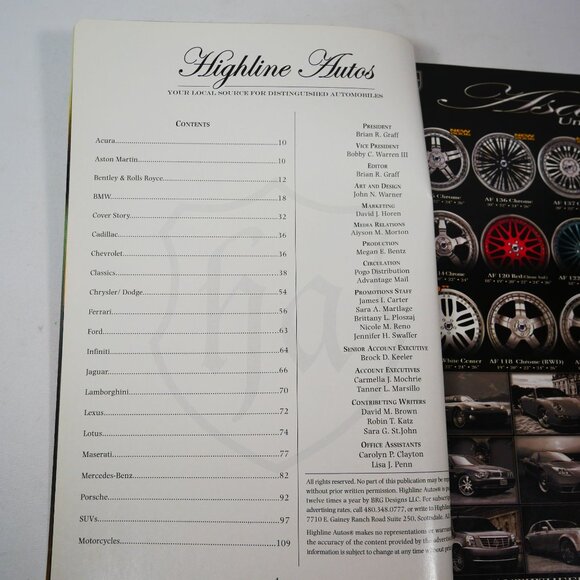 Highline Autos
YOUR LOCAL SOURCE FOR DISTINGUISHED AUTOMOBILES
CONTENTS
Acura 10
Aston Martin 10
Bentley & Rolls Royce 12
BMW 18
Cover Story 32
Cadillac 36
Chevrolet 36
Classics 38
Chrysler/ Dodge 54
Ferrari 56
Ford 63
Infiniti 64
Jaguar 66
Lamborghini 70
Lexus 72
Lotus 74
Maserati 77
Mercedes-Benz 82
Porsche 92
SUVs 97
Motorcycles 109
PRESIDENT
Brian R. Graff
VICE PRESIDENT
Bobby C. Warren III
EDITOR
Brian R. Graff
ART AND DESIGN
John N. Warner
MARKETING
David J. Horen
MEDIA RELATIONS
Alyson M. Morton
PRODUCTION
Megan E. Bentz
CIRCULATION
Pogo Distribution
Advantage Mail
PROMOTIONS STAFF
James I. Carter
Sara A. Martlage
Brittany L. Ploszaj
Nicole M. Reno
Jennifer H. Swaffer
SENIOR ACCOUNT EXECUTIVE
Brock D. Keeler
ACCOUNT EXECUTIVES
Carmella J. Mochrie
Tanner L. Marsillo
CONTRIBUTING WRITERS
David M. Brown
Robin T. Katz
Sara G. St.John
OFFICE ASSISTANTS
Carolyn P. Clayton
Lisa J. Penn
All rights reserved. No part of this publication may be
without prior written permission. Highline Autos® is
twelve times a year by BRG Designs LLC. For
advertising rates, call 480.348.0777, or write to
7710 E. Gainey Ranch Road Suite 250, Scottsdale,
Highline Autos® makes no representations or
the accuracy of the content provided by the
information is subject to change at any time without
NEW
AF 136 Chrome
AF 137
Chrome
AF 120 Red
White Center
AF 118 Chrome (RWD)